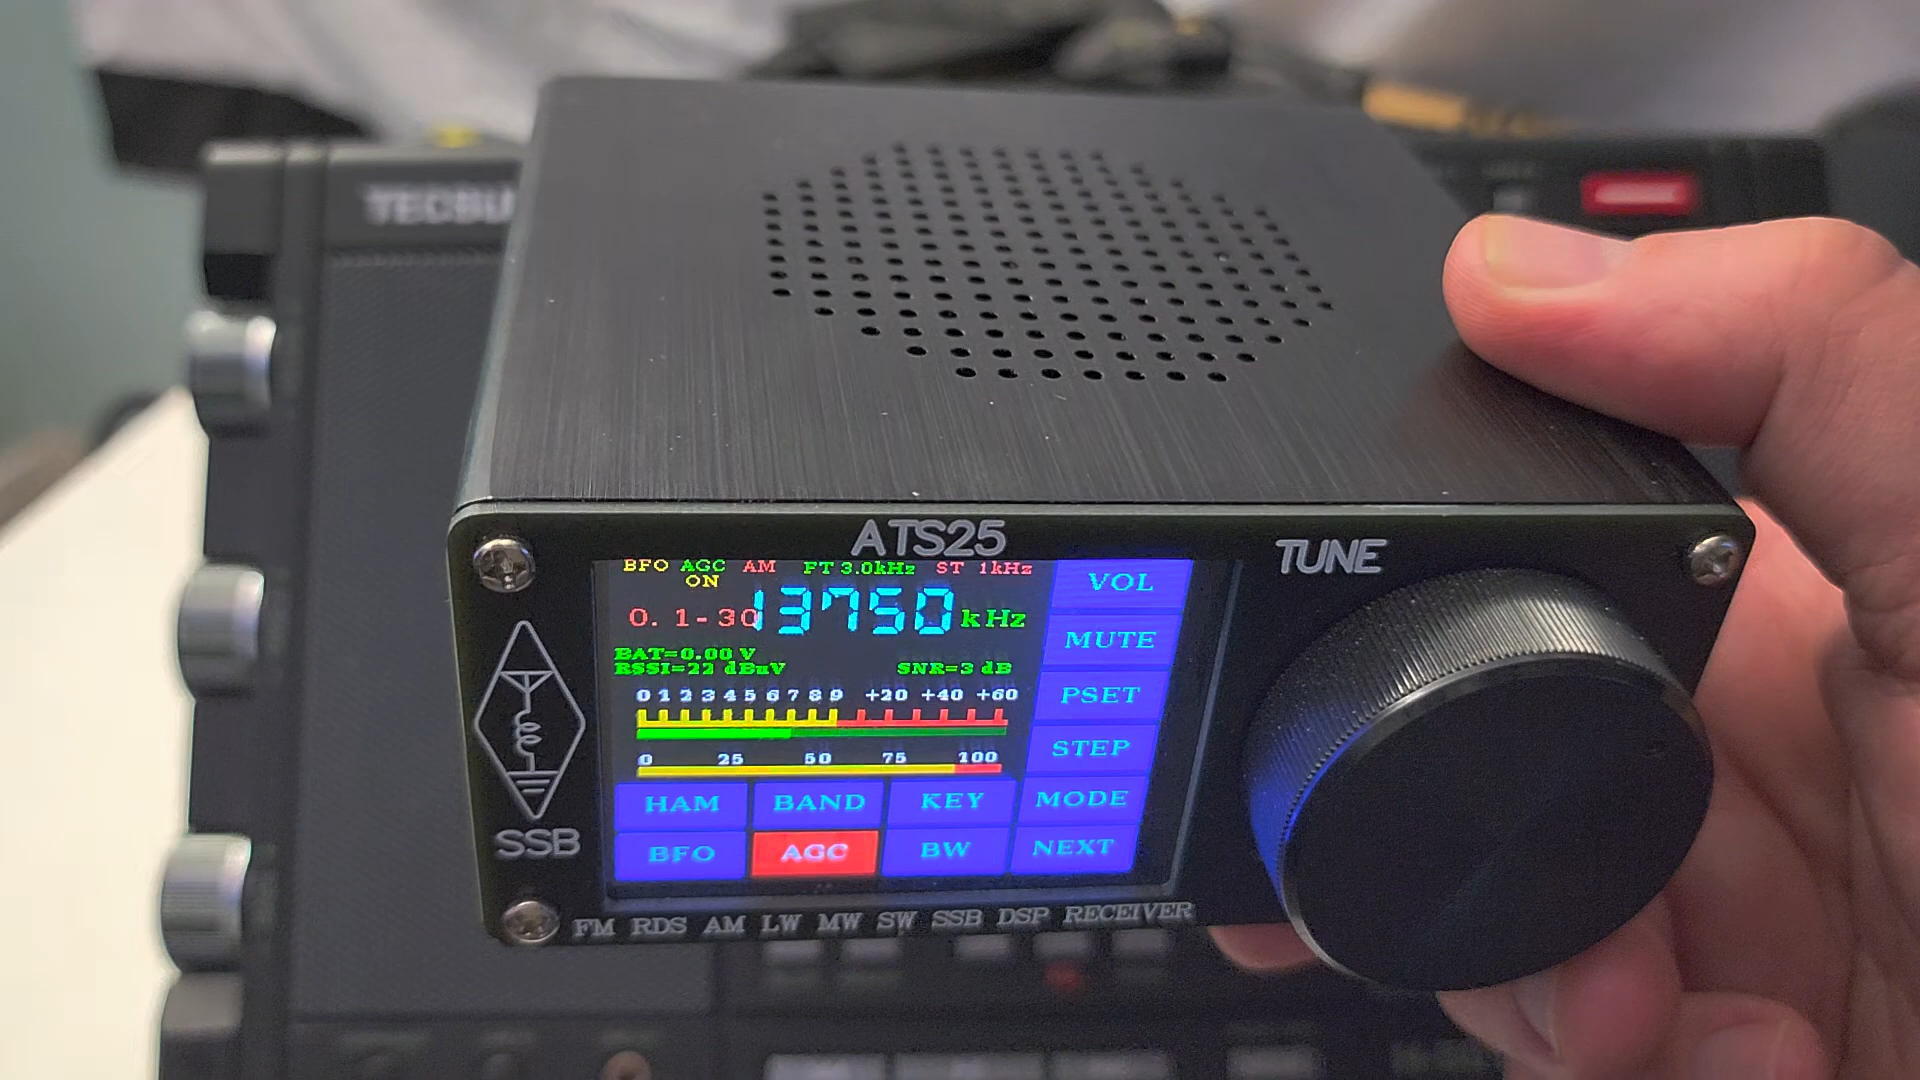 TECSU
ATS25
TUNE
BFO AGC AM FT 3.0kHz ST 1kHz
ON
0. 1-30 13750 kHz
BAT=0.00 V
RSSI=22 dBuV SNR=3 dB
0 1 2 3 4 5 6 7 8 9 +20 +40 +60
0 25 50 75 100
VOL
MUTE
PSET
STEP
HAM BAND KEY MODE
BFO AGC BW NEXT
SSB
FM RDS AM LW MW SW SSB DSP RECEIVER